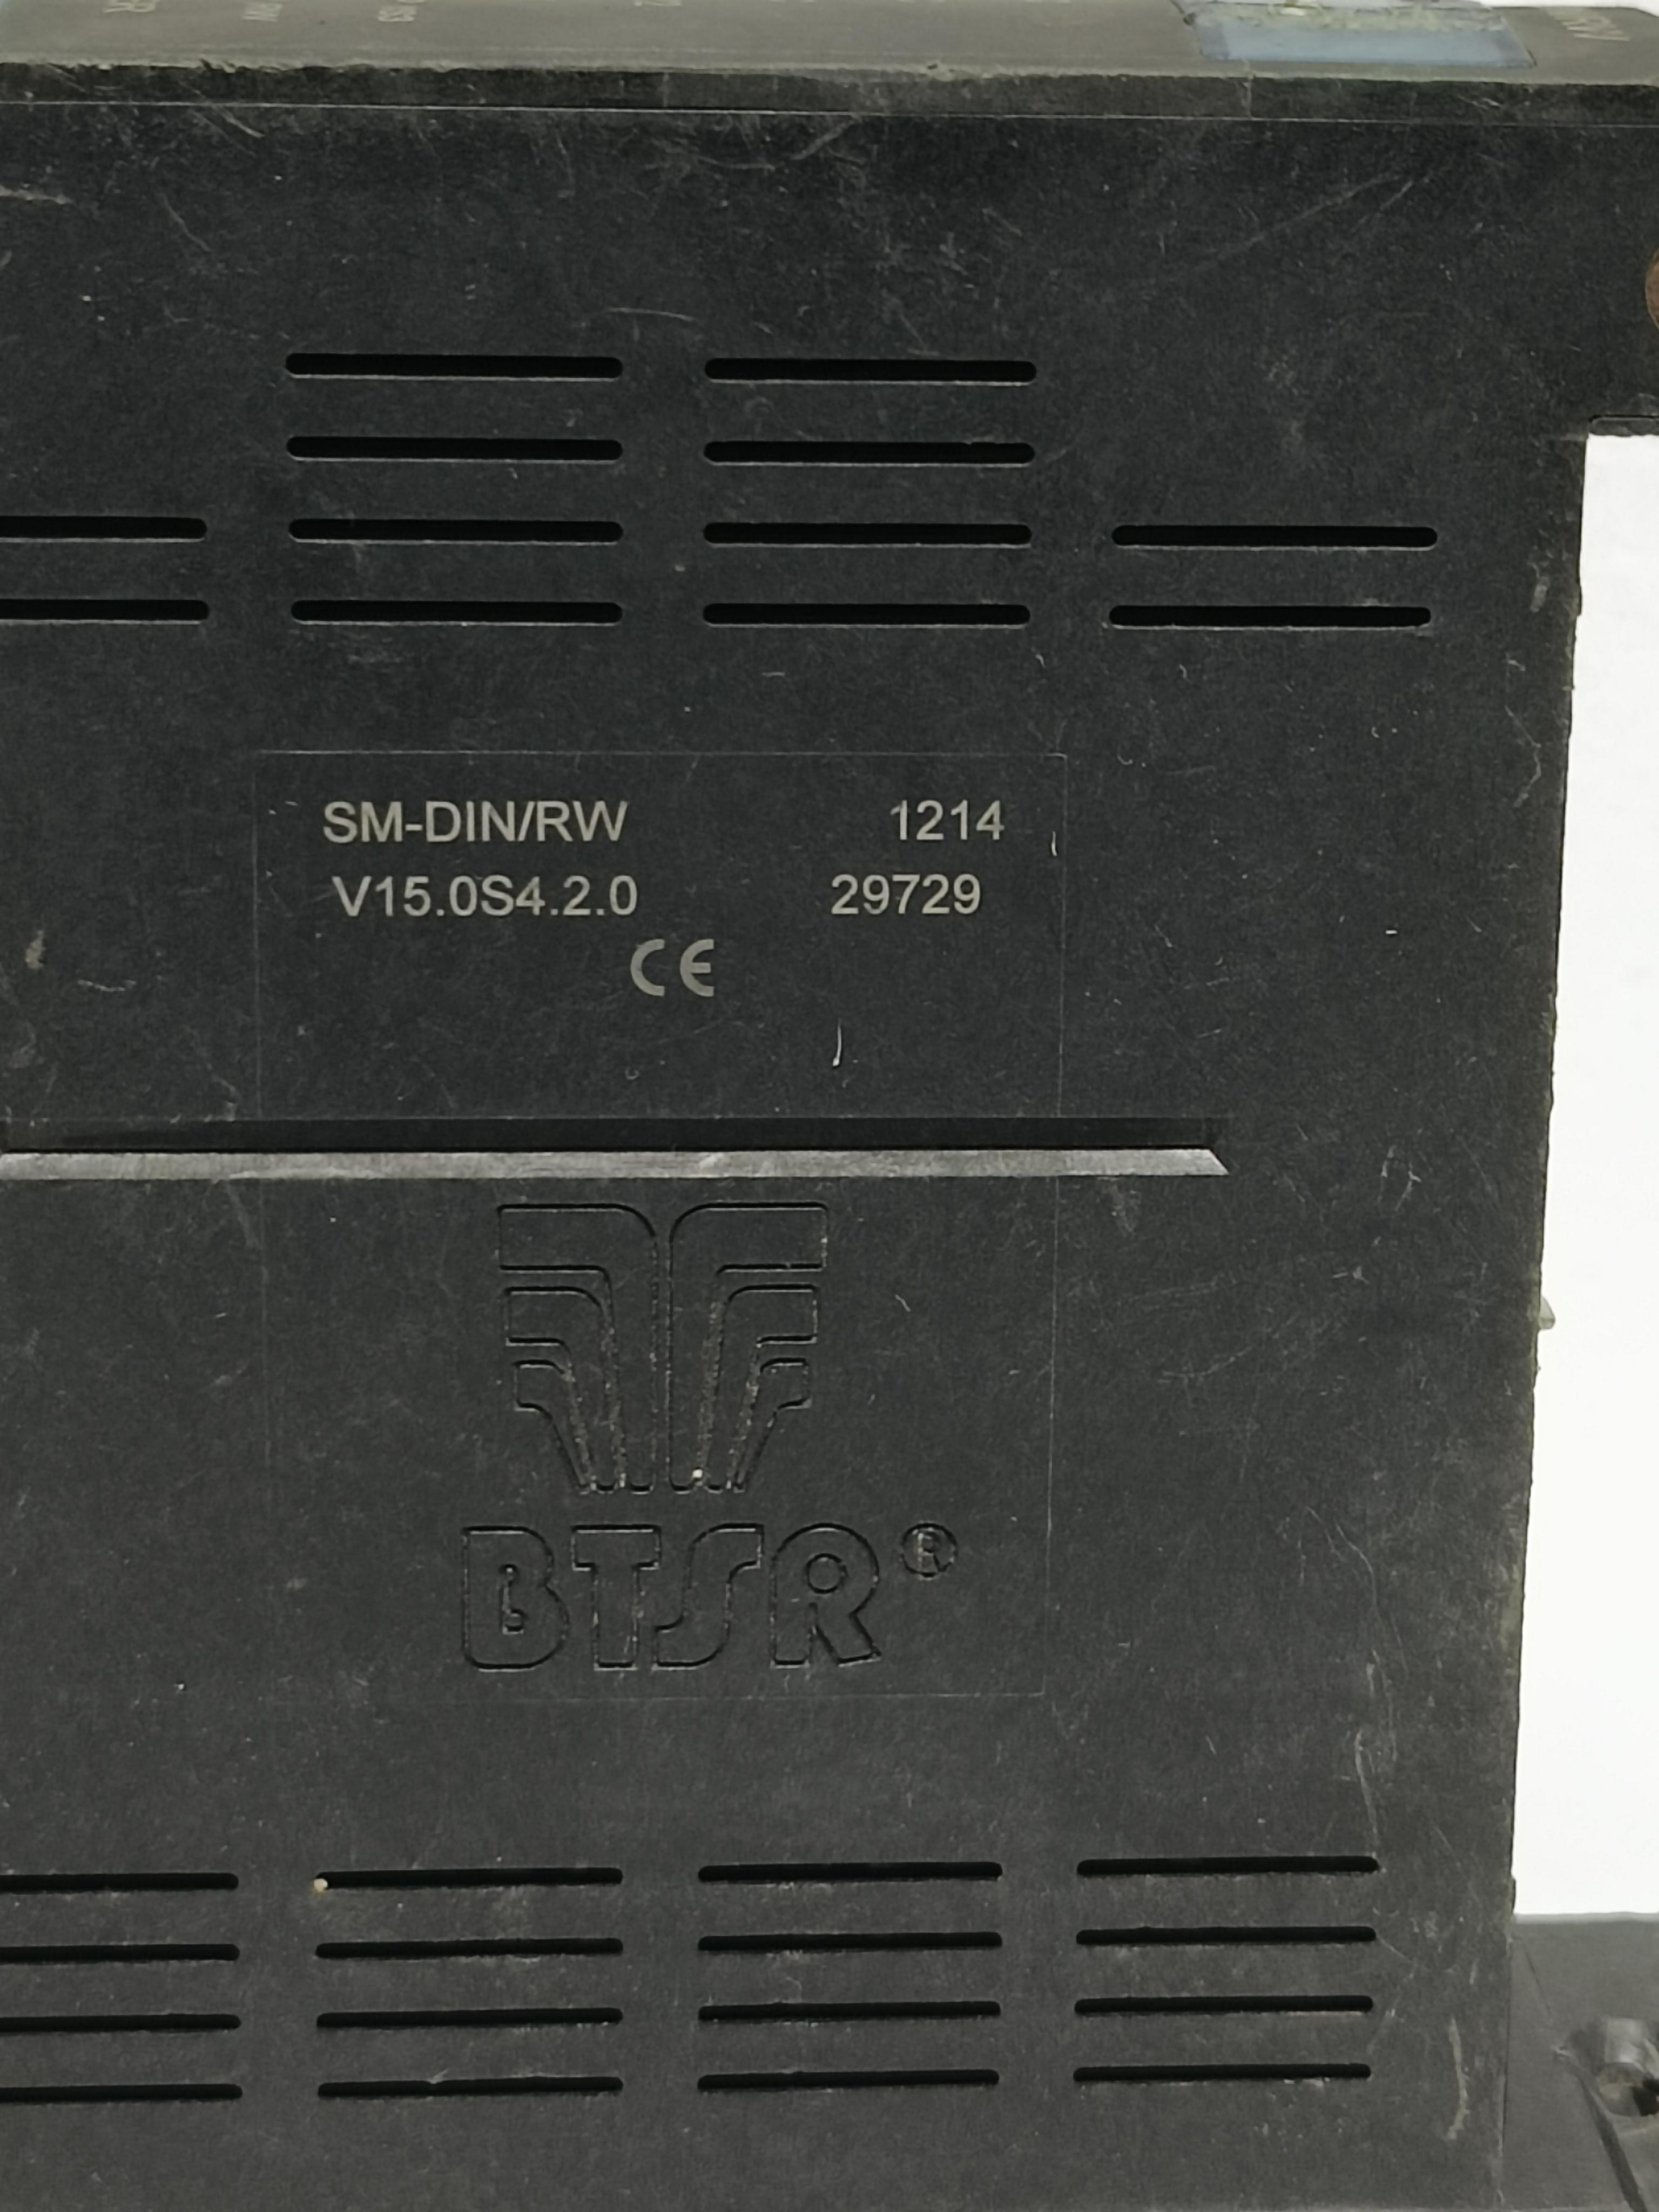 SM-DIN/RW 1214
V15.0S4.2.0 29729
CE
BTSR®